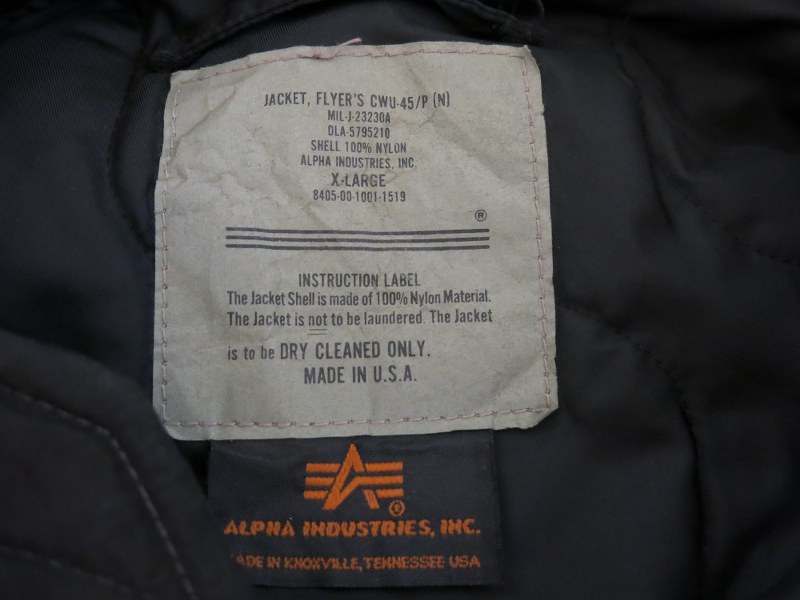 JACKET, FLYER'S CWU-45/P (N)
MIL-J-23230A
DLA-5795210
SHELL 100% NYLON
ALPHA INDUSTRIES, INC.
X-LARGE
8405-00-1001-1519
®
INSTRUCTION LABEL
The Jacket Shell is made of 100% Nylon Material.
The Jacket is not to be laundered. The Jacket
is to be DRY CLEANED ONLY.
MADE IN U.S.A.
®
ALPHA INDUSTRIES, INC.
MADE IN KNOXVILLE, TENNESSEE USA